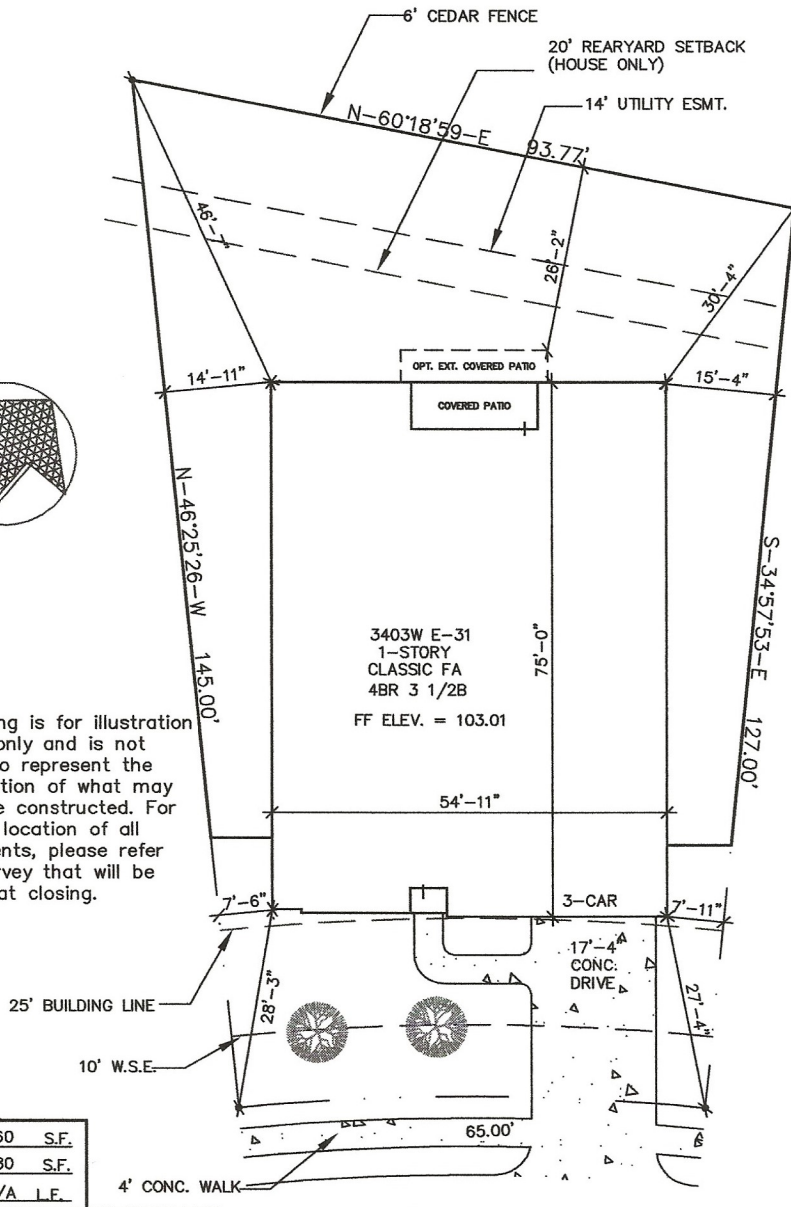 6' CEDAR FENCE
20' REARYARD SETBACK
(HOUSE ONLY)
14' UTILITY ESMT.
N-60°18'59-E 93.77'
46'-7"
26'-2"
30'-4"
OPT. EXT. COVERED PATIO
14'-11"
15'-4"
COVERED PATIO
N-46°25'26-W 145.00'
S-34°57'53-E 127.00'
3403W E-31
1-STORY
CLASSIC FA
4BR 3 1/2B
FF ELEV. = 103.01
75'-0"
ng is for illustration
only and is not
o represent the
tion of what may
e constructed. For
location of all
ents, please refer
rvey that will be
at closing.
54'-11"
7'-6"
3-CAR
7'-11"
17'-4"
CONC.
DRIVE
25' BUILDING LINE
28'-3"
27'-4"
10' W.S.E.
65.00'
4' CONC. WALK
60 S.F.
80 S.F.
/A L.F.